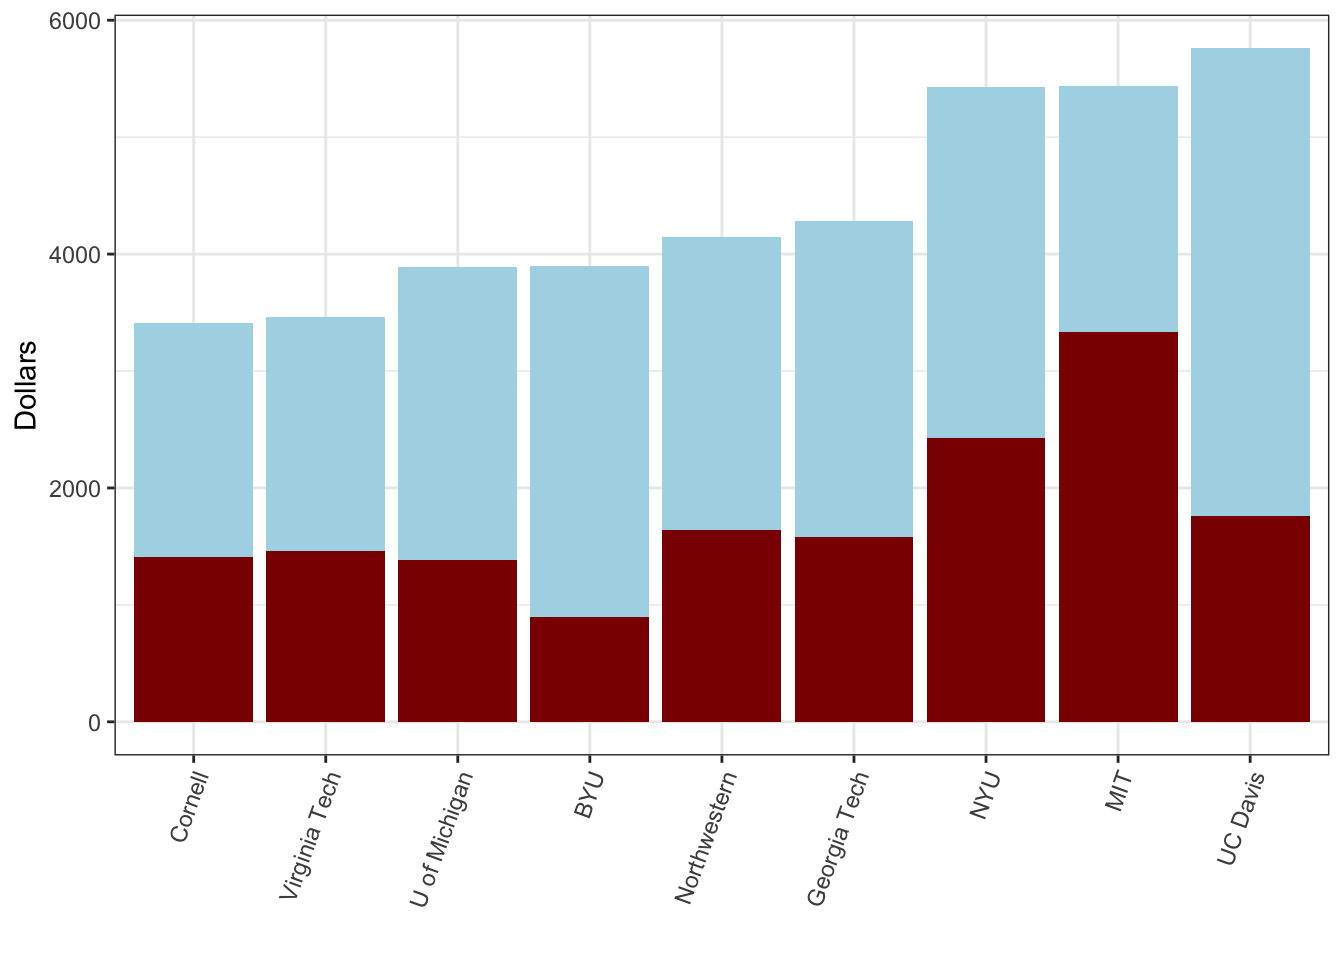 6000
4000
2000
0
Dollars
Cornell
Virginia Tech
U of Michigan
BYU
Northwestern
Georgia Tech
NYU
MIT
UC Davis